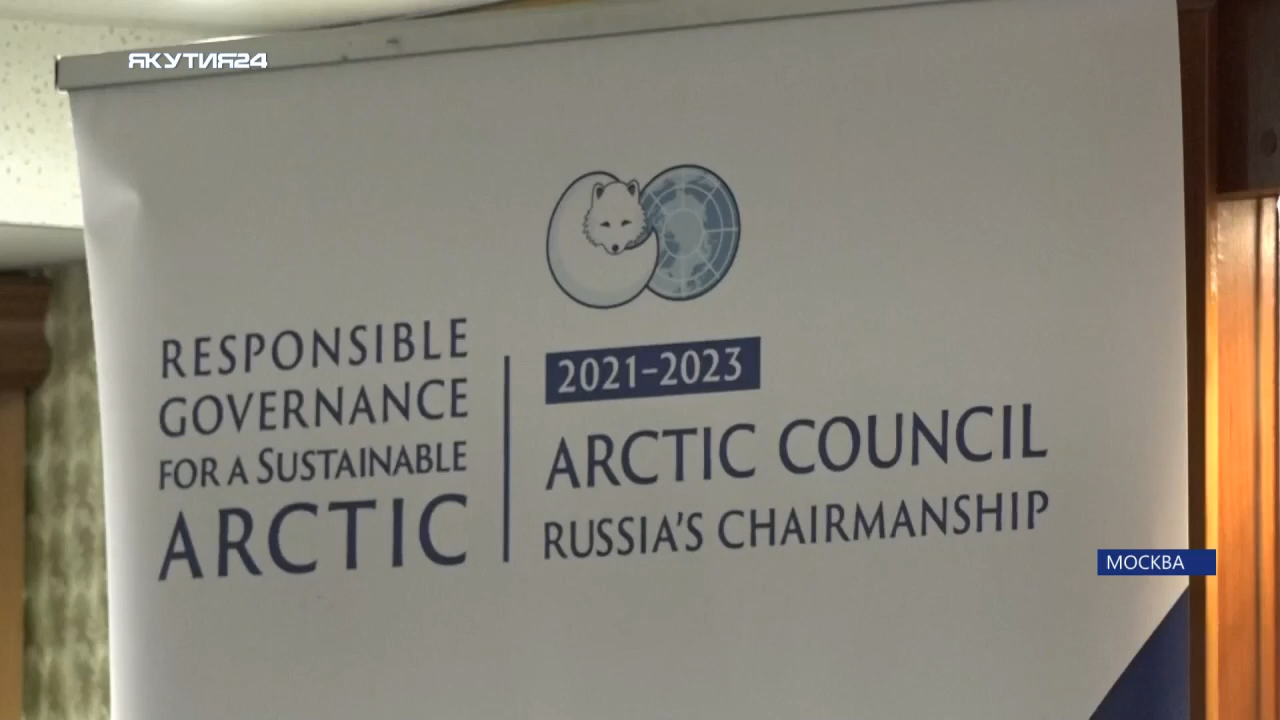 ЯКУТИЯ24
RESPONSIBLE
GOVERNANCE
FOR A SUSTAINABLE
ARCTIC
2021–2023
ARCTIC COUNCIL
RUSSIA'S CHAIRMANSHIP
МОСКВА